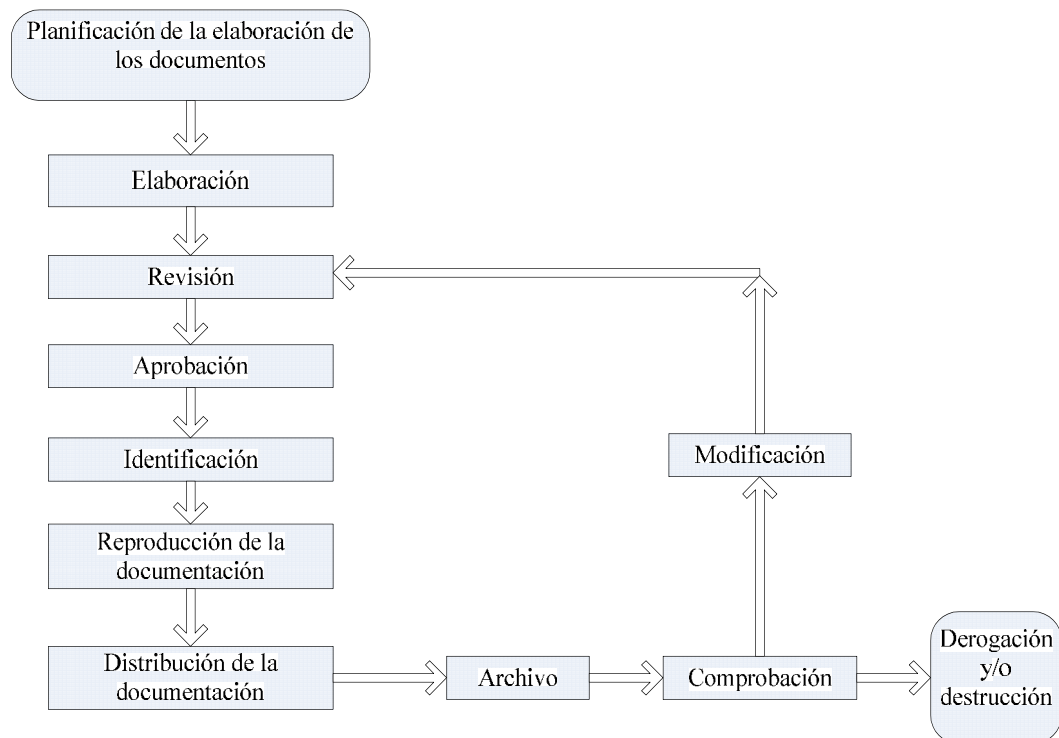 Planificación de la elaboración de
los documentos
Elaboración
Revisión
Aprobación
Identificación
Modificación
Reproducción de la
documentación
Distribución de la
documentación
Archivo
Comprobación
Derogación
y/o
destrucción